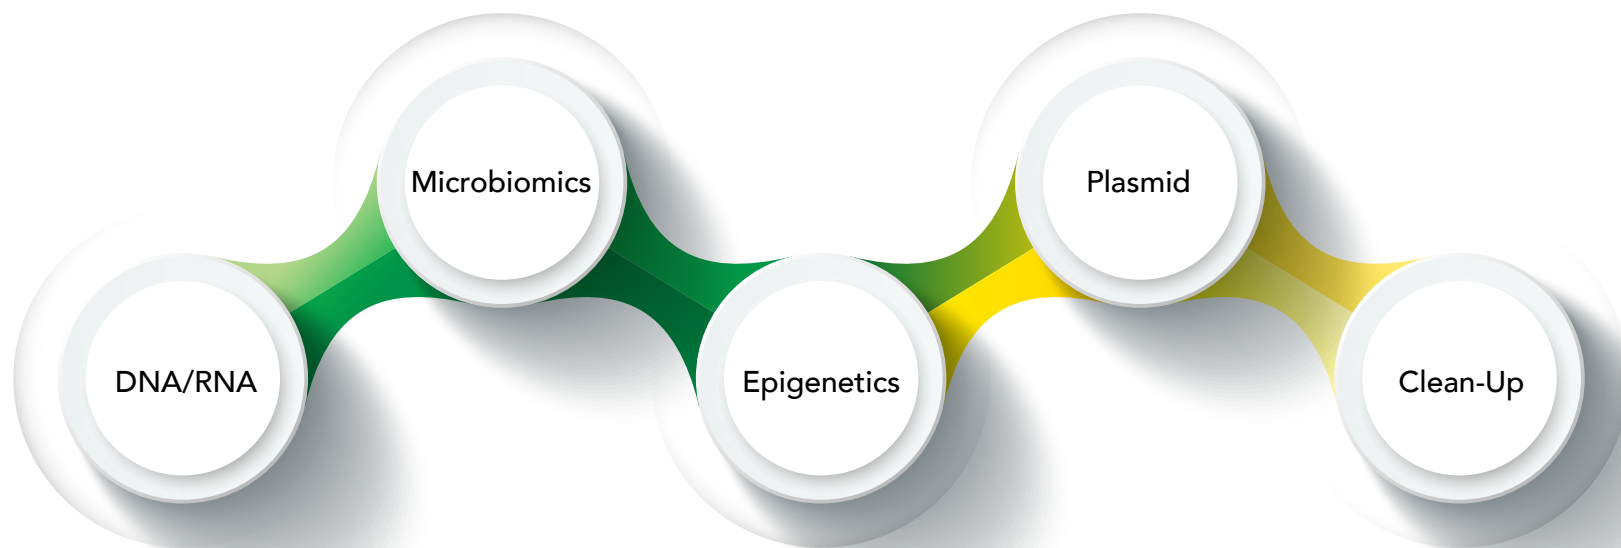 DNA/RNA
Microbiomics
Epigenetics
Plasmid
Clean-Up